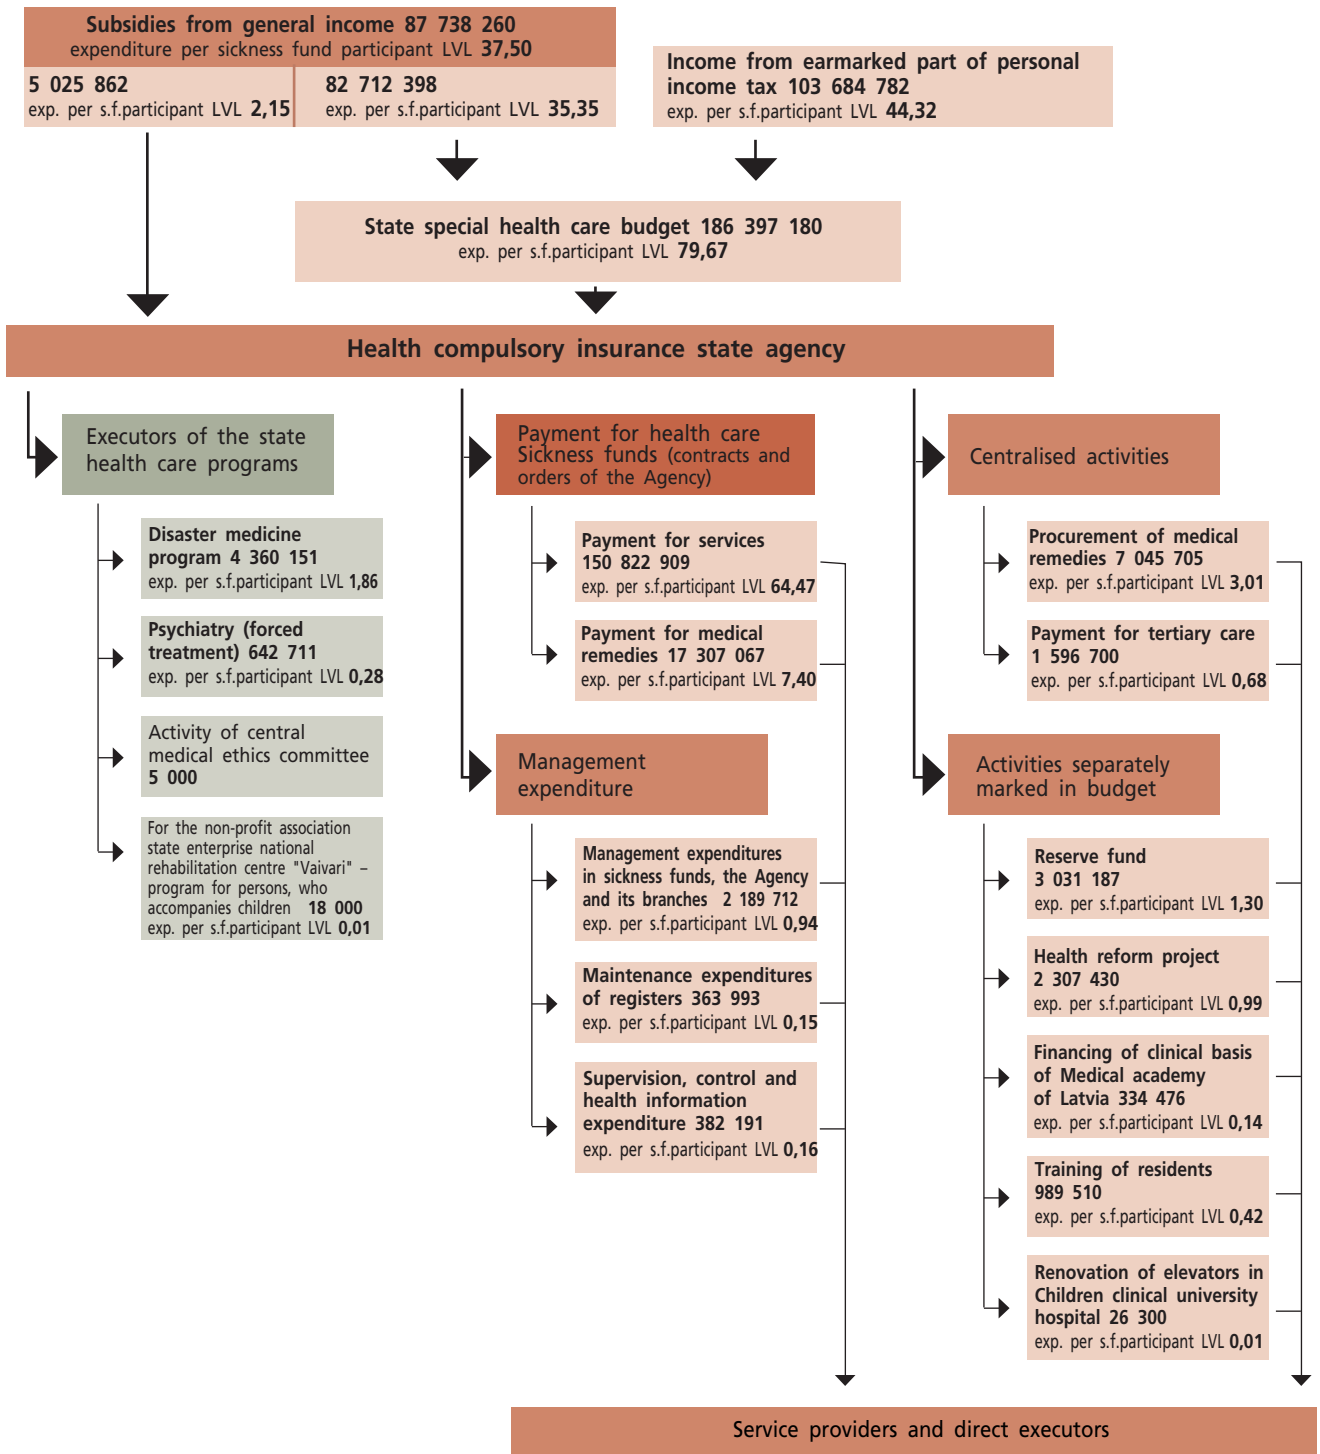 Subsidies from general income 87 738 260
expenditure per sickness fund participant LVL 37,50
5 025 862
exp. per s.f.participant LVL 2,15
82 712 398
exp. per s.f.participant LVL 35,35
Income from earmarked part of personal
income tax 103 684 782
exp. per s.f.participant LVL 44,32
State special health care budget 186 397 180
exp. per s.f.participant LVL 79,67
Health compulsory insurance state agency
Executors of the state
health care programs
Disaster medicine
program 4 360 151
exp. per s.f.participant LVL 1,86
Psychiatry (forced
treatment) 642 711
exp. per s.f.participant LVL 0,28
Activity of central
medical ethics committee
5 000
For the non-profit association
state enterprise national
rehabilitation centre "Vaivari" –
program for persons, who
accompanies children 18 000
exp. per s.f.participant LVL 0,01
Payment for health care
Sickness funds (contracts and
orders of the Agency)
Payment for services
150 822 909
exp. per s.f.participant LVL 64,47
Payment for medical
remedies 17 307 067
exp. per s.f.participant LVL 7,40
Management
expenditure
Management expenditures
in sickness funds, the Agency
and its branches 2 189 712
exp. per s.f.participant LVL 0,94
Maintenance expenditures
of registers 363 993
exp. per s.f.participant LVL 0,15
Supervision, control and
health information
expenditure 382 191
exp. per s.f.participant LVL 0,16
Centralised activities
Procurement of medical
remedies 7 045 705
exp. per s.f.participant LVL 3,01
Payment for tertiary care
1 596 700
exp. per s.f.participant LVL 0,68
Activities separately
marked in budget
Reserve fund
3 031 187
exp. per s.f.participant LVL 1,30
Health reform project
2 307 430
exp. per s.f.participant LVL 0,99
Financing of clinical basis
of Medical academy
of Latvia 334 476
exp. per s.f.participant LVL 0,14
Training of residents
989 510
exp. per s.f.participant LVL 0,42
Renovation of elevators in
Children clinical university
hospital 26 300
exp. per s.f.participant LVL 0,01
Service providers and direct executors